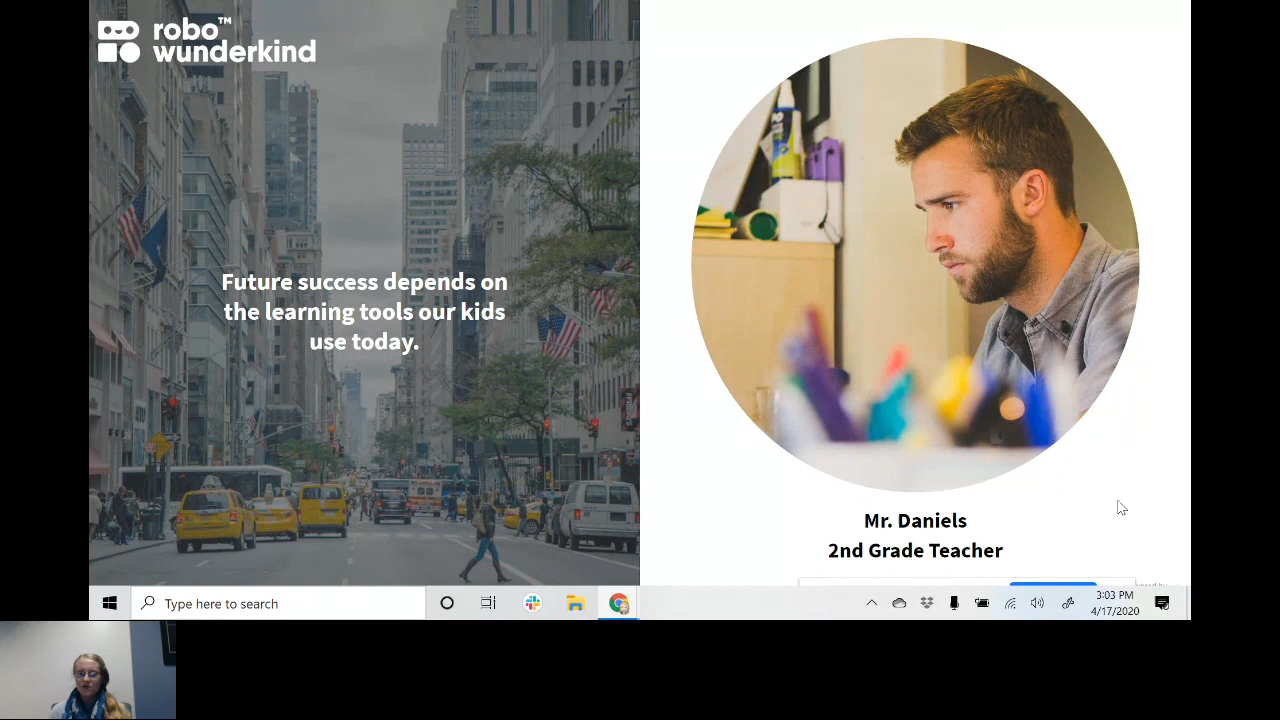 robo™
wunderkind
Future success depends on
the learning tools our kids
use today.
Mr. Daniels
2nd Grade Teacher
Type here to search
3:03 PM
4/17/2020